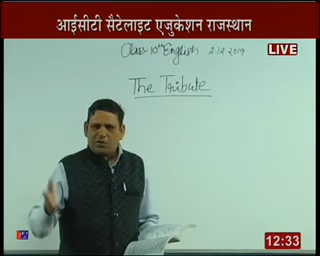 आईसीटी सैटेलाइट एजुकेशन राजस्थान
Class-10th English 2.12.2019
LIVE
The Tribute
12:33